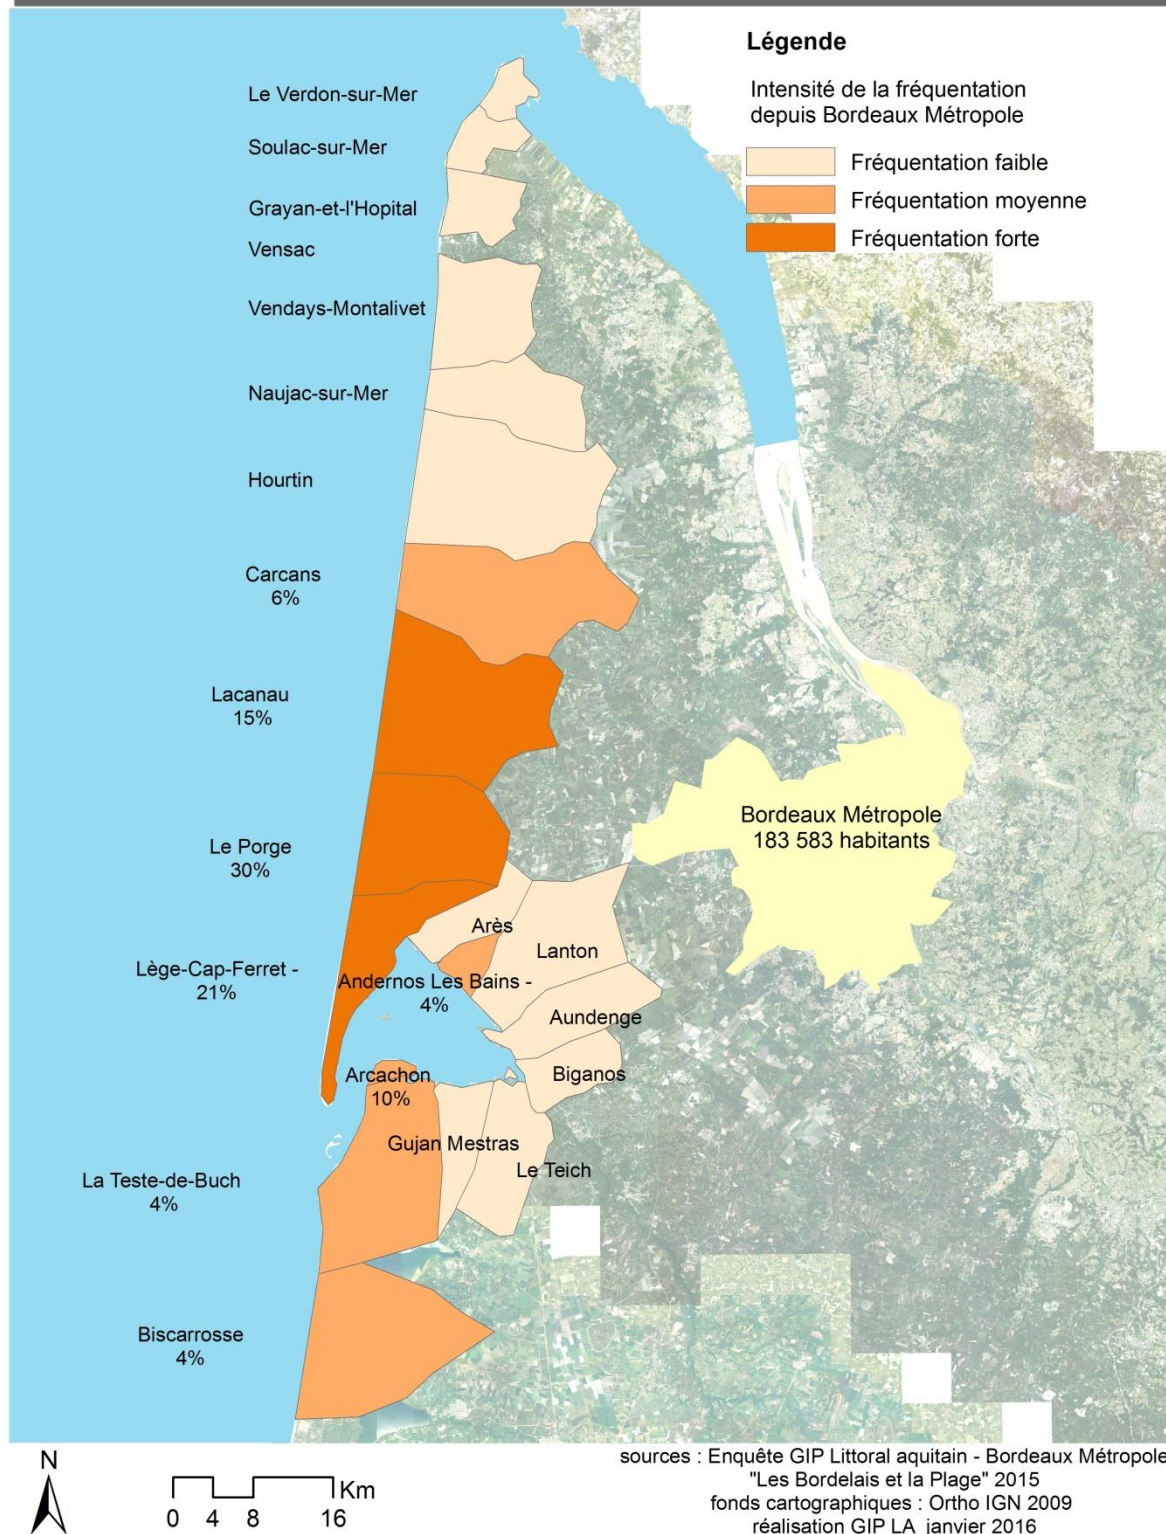 Légende
Intensité de la fréquentation
depuis Bordeaux Métropole
Fréquentation faible
Fréquentation moyenne
Fréquentation forte
Le Verdon-sur-Mer
Soulac-sur-Mer
Grayan-et-l'Hopital
Vensac
Vendays-Montalivet
Naujac-sur-Mer
Hourtin
Carcans
6%
Lacanau
15%
Le Porge
30%
Bordeaux Métropole
183 583 habitants
Arès
Lanton
Lège-Cap-Ferret -
21%
Andernos Les Bains -
4%
Aundenge
Biganos
Arcachon
10%
Gujan Mestras
Le Teich
La Teste-de-Buch
4%
Biscarrosse
4%
N
Km
0 4 8 16
sources : Enquête GIP Littoral aquitain - Bordeaux Métropole
"Les Bordelais et la Plage" 2015
fonds cartographiques : Ortho IGN 2009
réalisation GIP LA janvier 2016